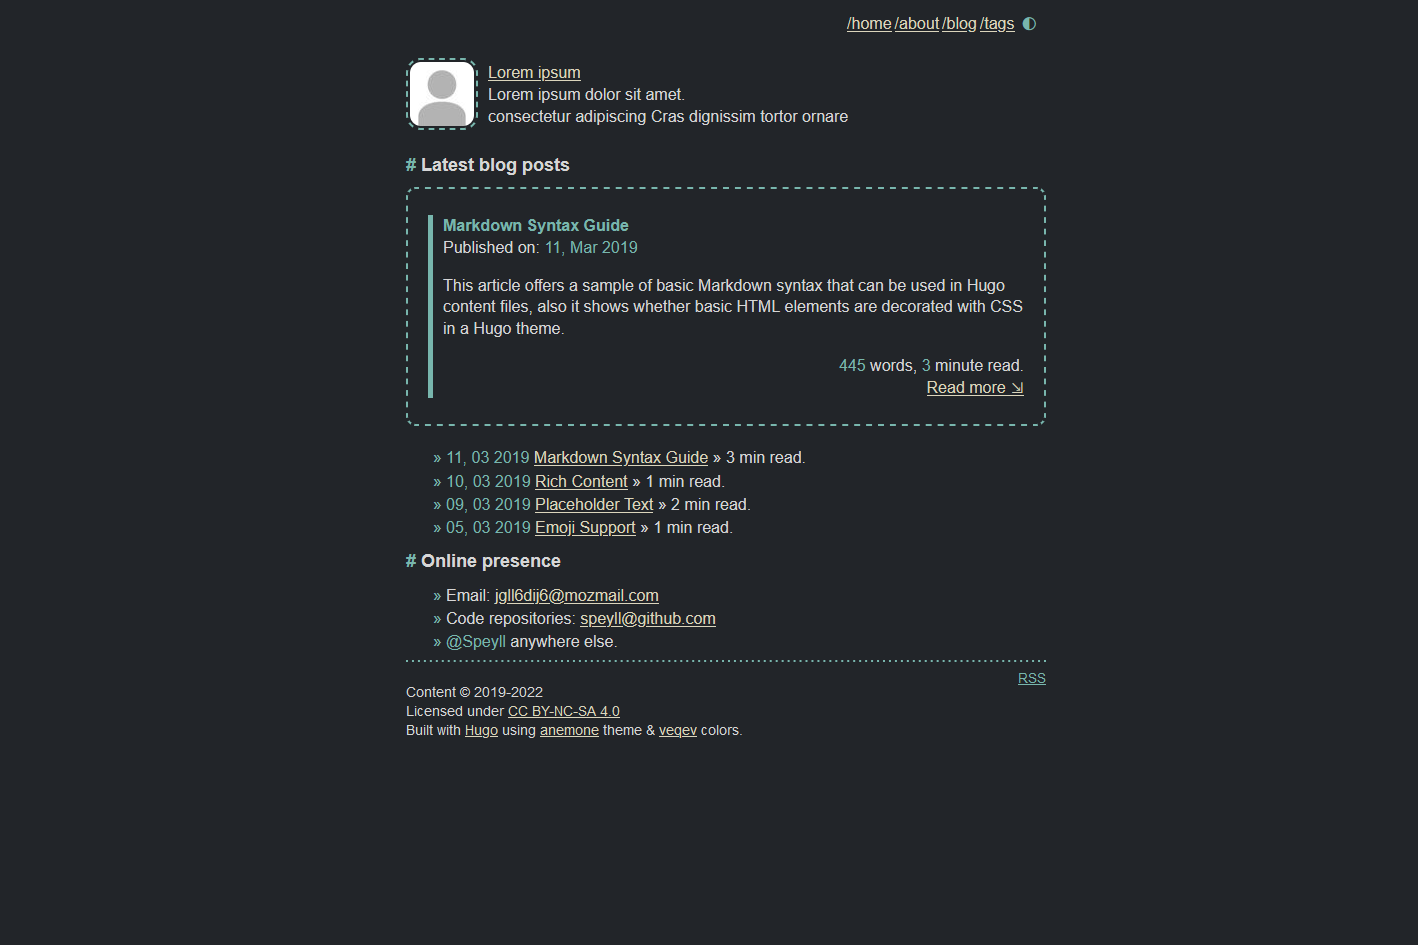 /home /about /blog /tags ◐
Lorem ipsum
Lorem ipsum dolor sit amet.
consectetur adipiscing Cras dignissim tortor ornare
# Latest blog posts
Markdown Syntax Guide
Published on: 11, Mar 2019
This article offers a sample of basic Markdown syntax that can be used in Hugo
content files, also it shows whether basic HTML elements are decorated with CSS
in a Hugo theme.
445 words, 3 minute read.
Read more ⇲
» 11, 03 2019 Markdown Syntax Guide » 3 min read.
» 10, 03 2019 Rich Content » 1 min read.
» 09, 03 2019 Placeholder Text » 2 min read.
» 05, 03 2019 Emoji Support » 1 min read.
# Online presence
» Email: jgll6dij6@mozmail.com
» Code repositories: speyll@github.com
» @Speyll anywhere else.
RSS
Content © 2019-2022
Licensed under CC BY-NC-SA 4.0
Built with Hugo using anemone theme & veqev colors.